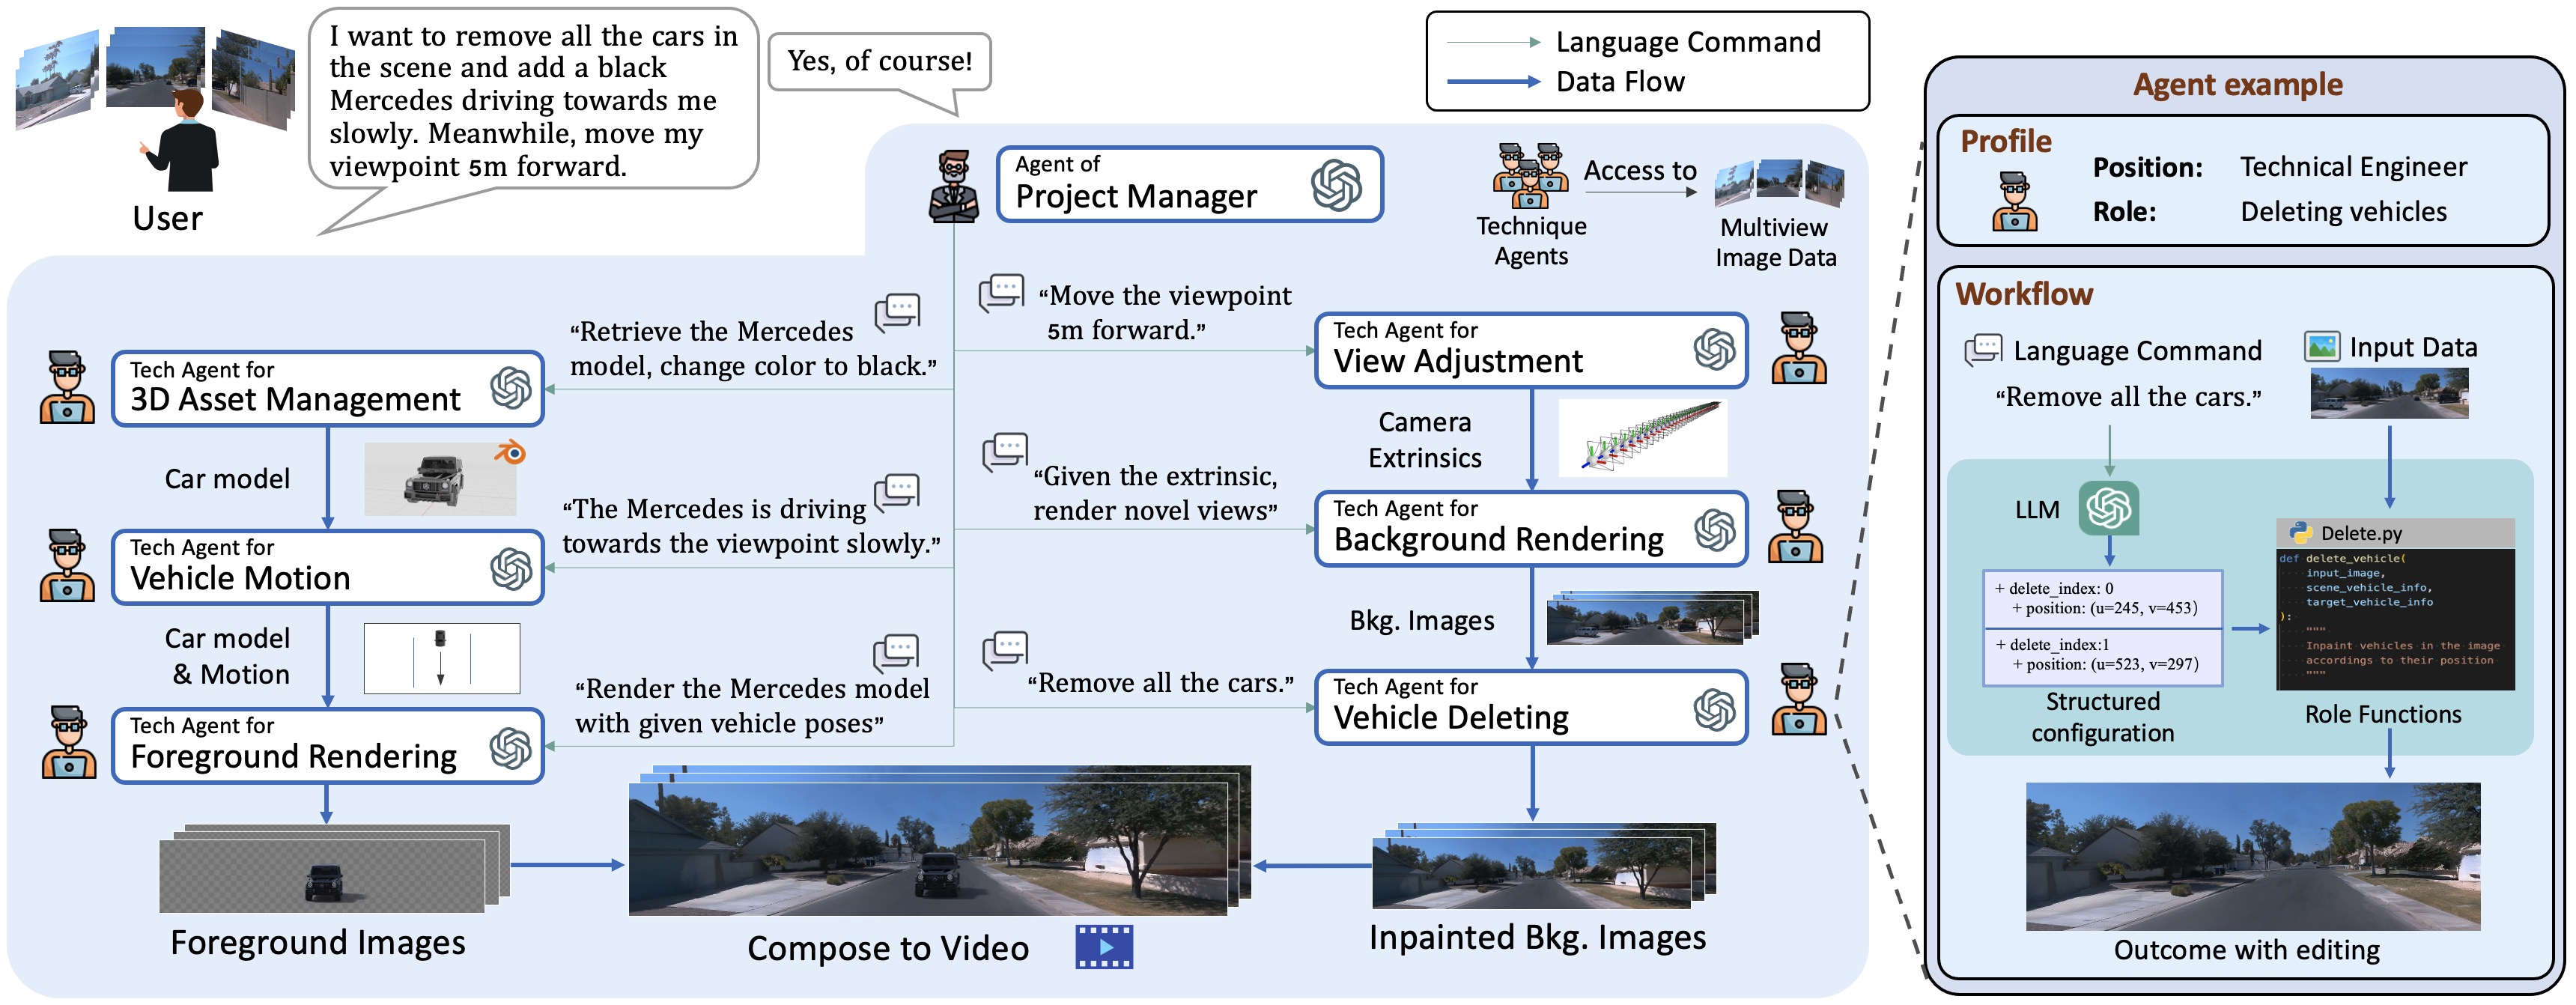 I want to remove all the cars in
the scene and add a black
Mercedes driving towards me
slowly. Meanwhile, move my
viewpoint 5m forward.
User
Yes, of course!
Language Command
Data Flow
Agent of
Project Manager
Technique
Agents
Access to
Multiview
Image Data
“Retrieve the Mercedes
model, change color to black.”
“Move the viewpoint
5m forward.”
Tech Agent for
3D Asset Management
Tech Agent for
View Adjustment
Car model
Camera
Extrinsics
“The Mercedes is driving
towards the viewpoint slowly.”
“Given the extrinsic,
render novel views”
Tech Agent for
Vehicle Motion
Tech Agent for
Background Rendering
Car model
& Motion
Bkg. Images
“Render the Mercedes model
with given vehicle poses”
“Remove all the cars.”
Tech Agent for
Foreground Rendering
Tech Agent for
Vehicle Deleting
Foreground Images
Compose to Video
Inpainted Bkg. Images
Agent example
Profile
Position: Technical Engineer
Role: Deleting vehicles
Workflow
Language Command
“Remove all the cars.”
Input Data
LLM
+ delete_index: 0
+ position: (u=245, v=453)
+ delete_index:1
+ position: (u=523, v=297)
Structured
configuration
Delete.py
def delete_vehicle(
input_image,
scene_vehicle_info,
target_vehicle_info
):
"""
Inpaint vehicles in the image
accordings to their position
"""
Role Functions
Outcome with editing